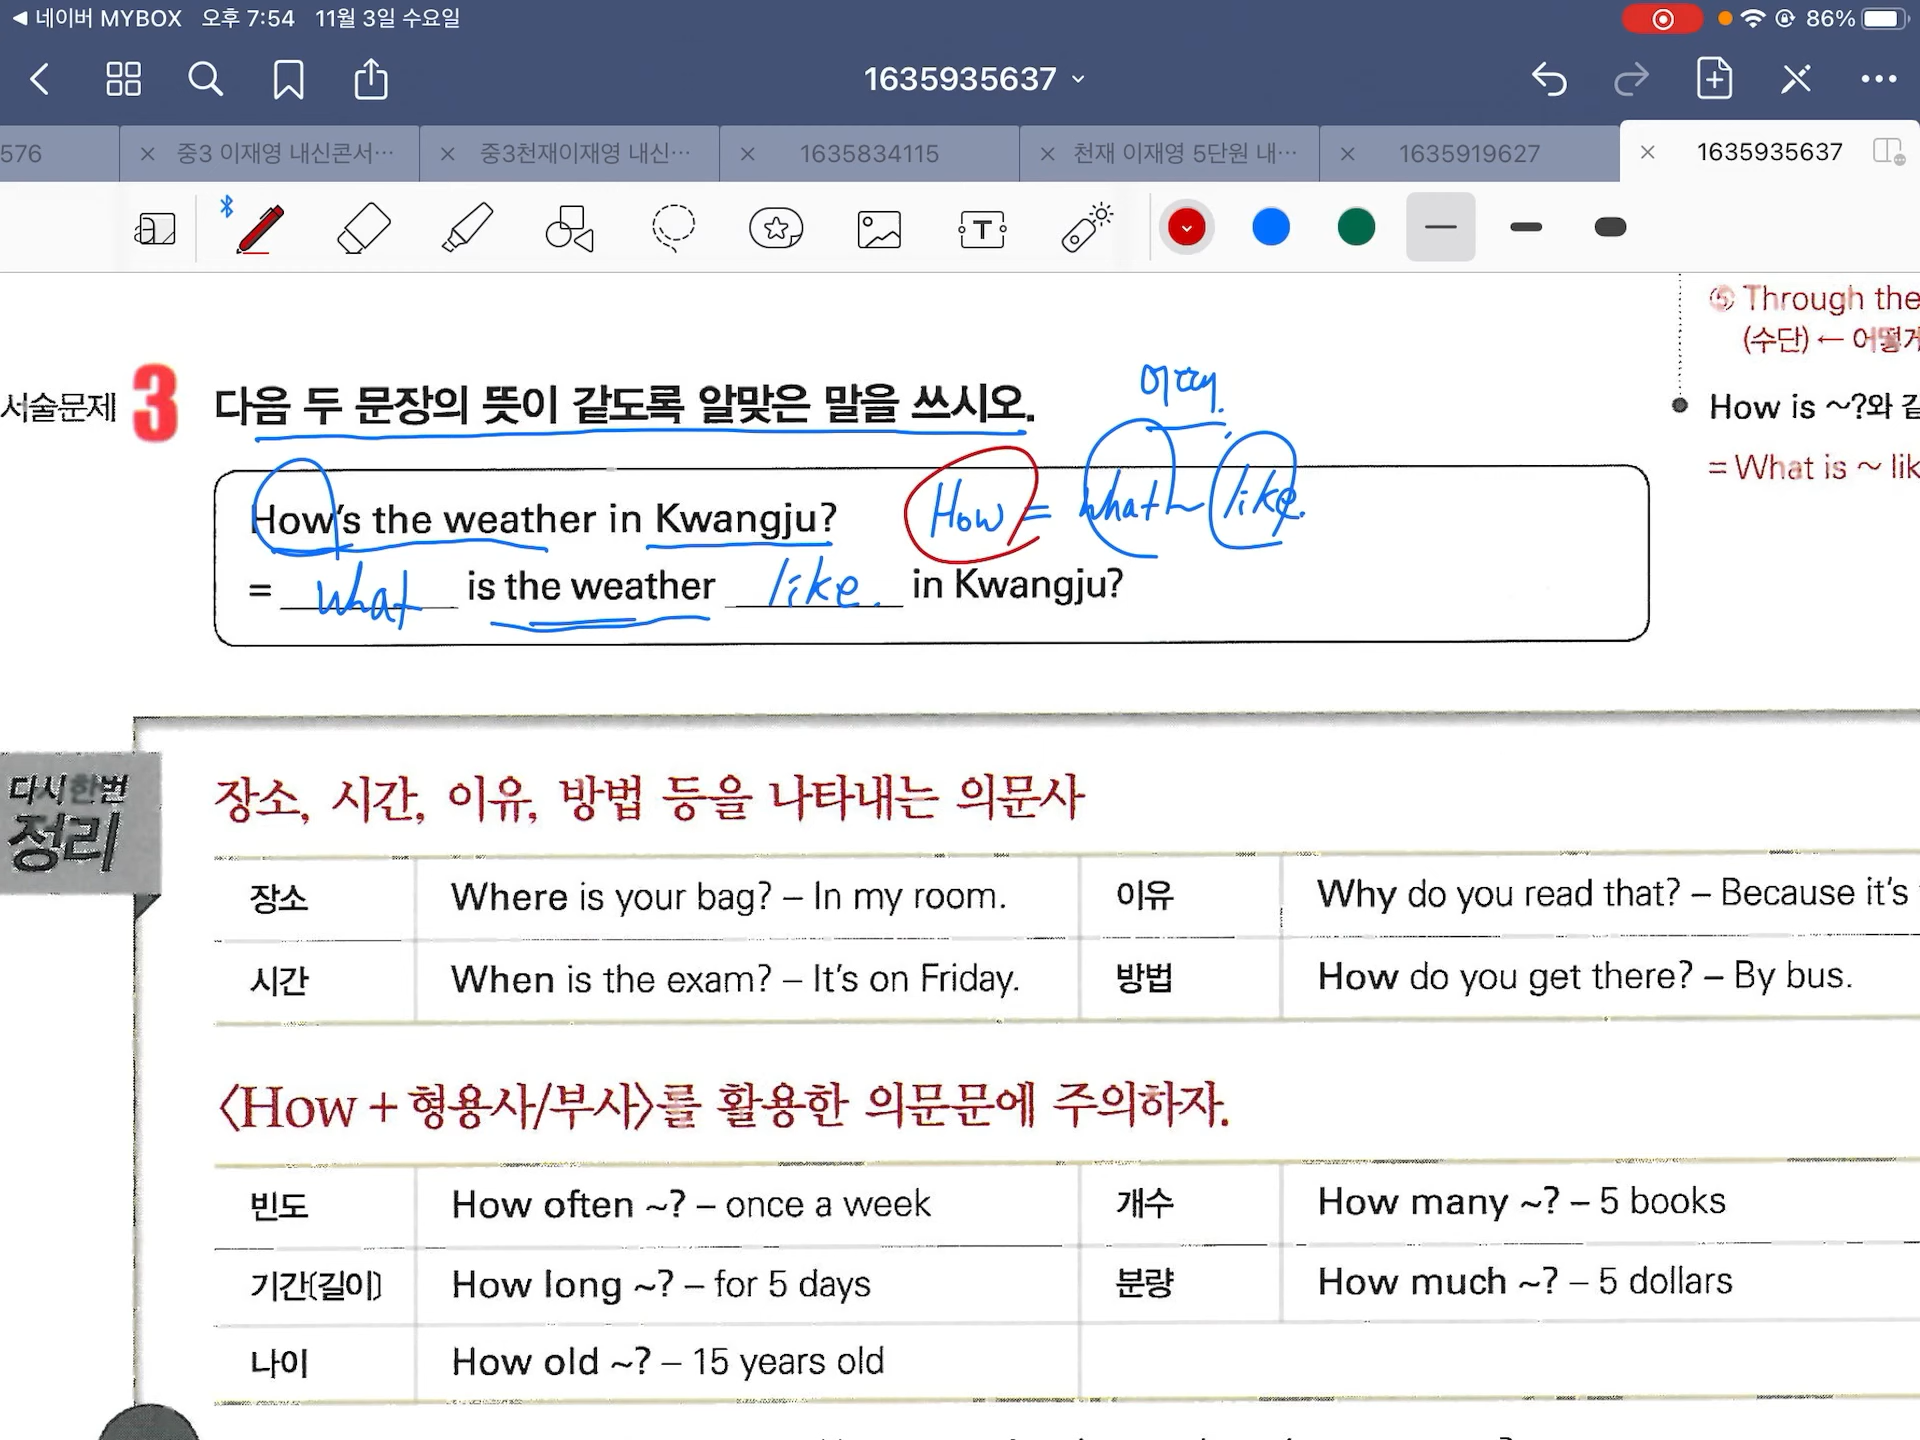 ◀ 네이버 MYBOX 오후 7:54 11월 3일 수요일 86%
1635935637
576 중3 이재영 내신콘서… 중3천재이재영 내신… 1635834115 천재 이재영 5단원 내… 1635919627 1635935637
⑤ Through the
(수단) ← 어떻게
서술문제 3 다음 두 문장의 뜻이 같도록 알맞은 말을 쓰시오.
How is ~?와 같
= What is ~ lik
How's the weather in Kwangju? How = what ~ like.
= what is the weather like. in Kwangju?
다시한번
정리
장소, 시간, 이유, 방법 등을 나타내는 의문사
장소 Where is your bag? – In my room. 이유 Why do you read that? – Because it's
시간 When is the exam? – It's on Friday. 방법 How do you get there? – By bus.
〈How + 형용사/부사〉를 활용한 의문문에 주의하자.
빈도 How often ~? – once a week 개수 How many ~? – 5 books
기간(길이) How long ~? – for 5 days 분량 How much ~? – 5 dollars
나이 How old ~? – 15 years old